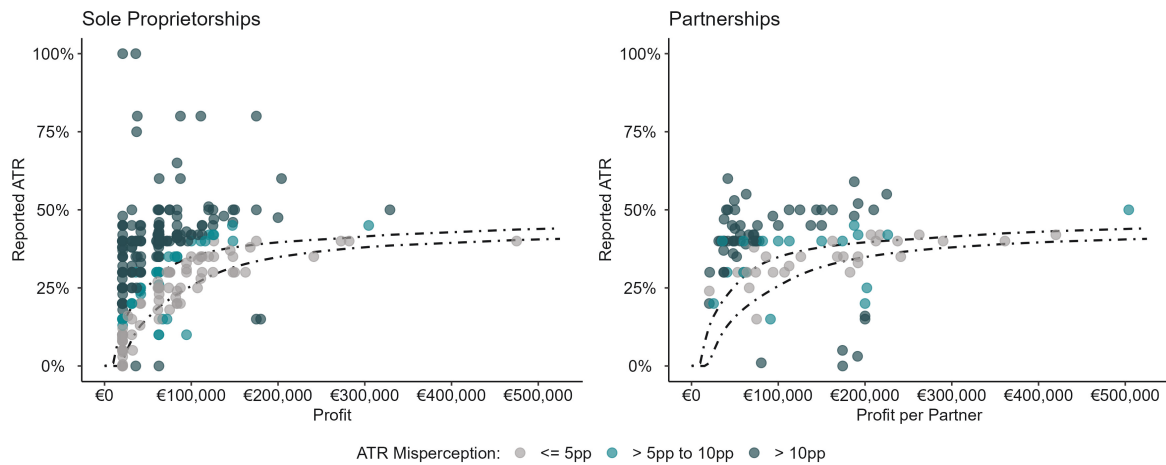 Sole Proprietorships
Reported ATR
100%
75%
50%
25%
0%
€0 €100,000 €200,000 €300,000 €400,000 €500,000
Profit
Partnerships
Reported ATR
100%
75%
50%
25%
0%
€0 €100,000 €200,000 €300,000 €400,000 €500,000
Profit per Partner
ATR Misperception: <= 5pp > 5pp to 10pp > 10pp